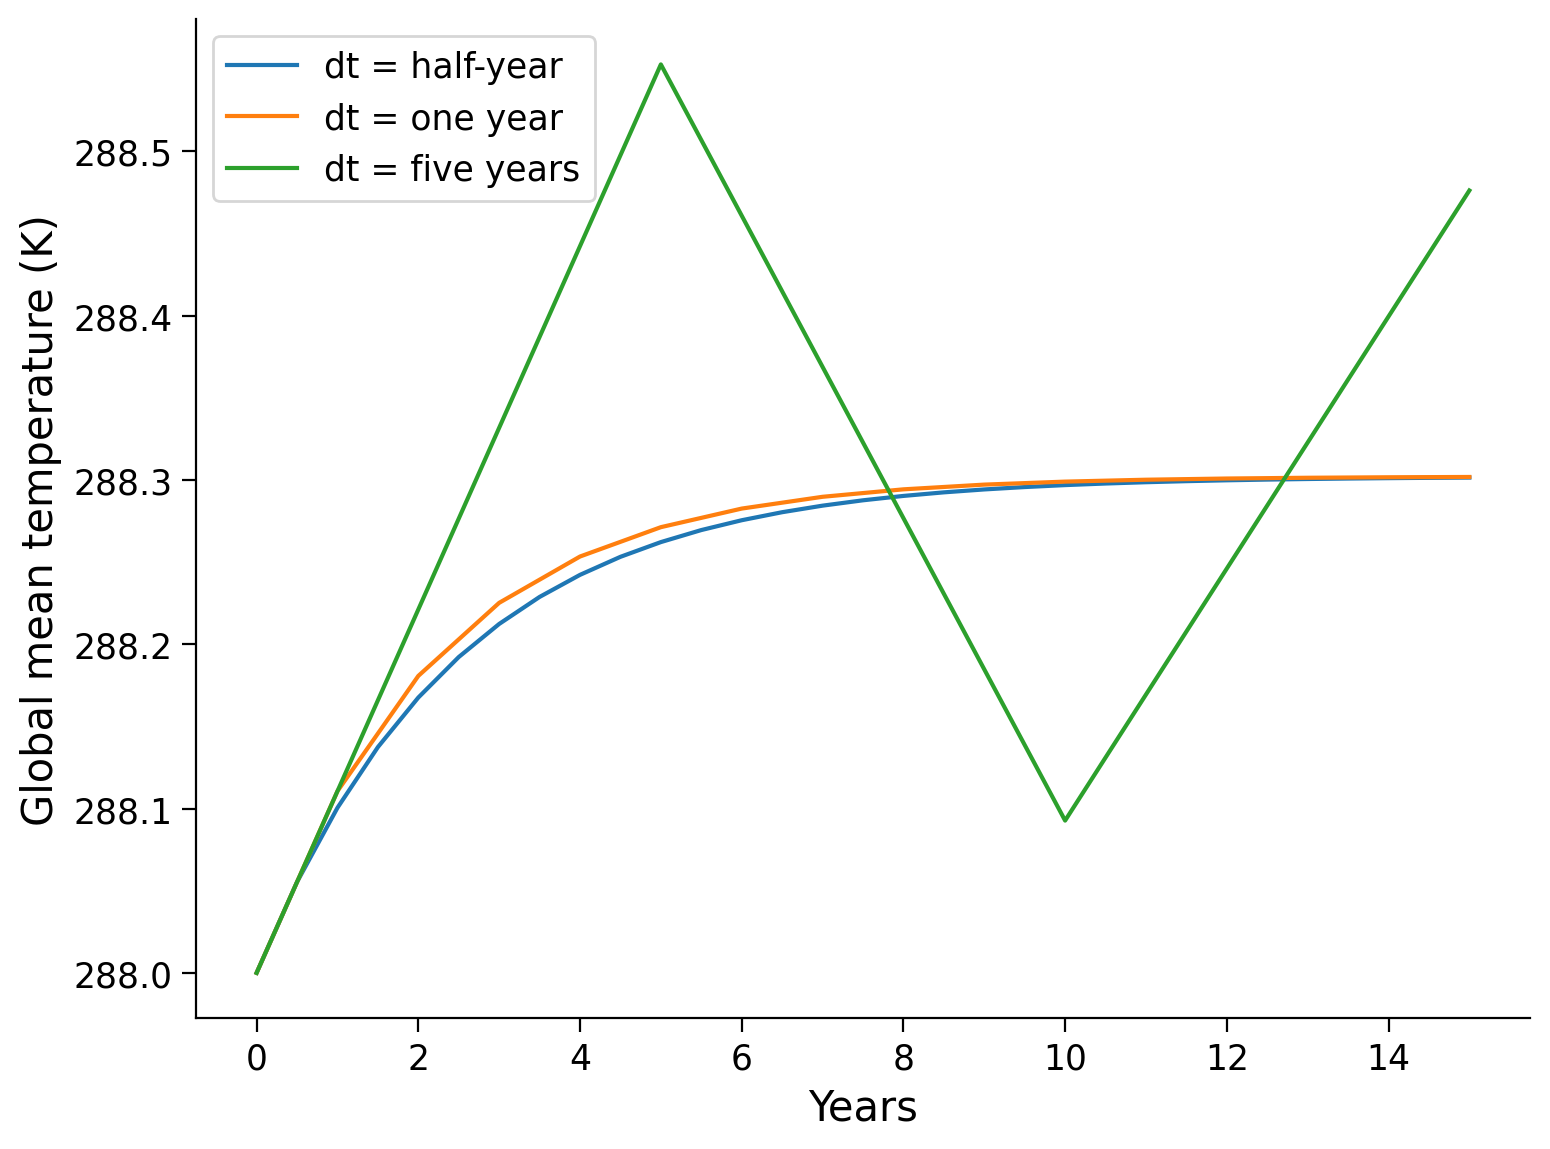 dt = half-year
dt = one year
dt = five years
Global mean temperature (K)
288.5
288.4
288.3
288.2
288.1
288.0
0 2 4 6 8 10 12 14
Years